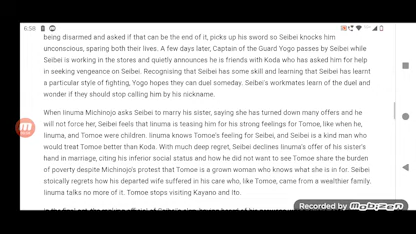 6:58
being disarmed and asked if that can be the end of it, picks up his sword so Seibei knocks him
unconscious, sparing both their lives. A few days later, Captain of the Guard Yogo passes by Seibei while
Seibei is working in the stores and quietly announces he is friends with Koda who has asked him for help
in seeking vengeance on Seibei. Recognising that Seibei has some skill and learning that Seibei has learnt
a particular style of fighting, Yogo hopes they can duel someday. Seibei's workmates learn of the duel and
wonder if they should stop calling him by his nickname.
When Iinuma Michinojo asks Seibei to marry his sister, saying she has turned down many offers and he
will not force her, Seibei feels that Iinuma is teasing him for his strong feelings for Tomoe, like when he,
Iinuma, and Tomoe were children. Iinuma knows Tomoe's feeling for Seibei, and Seibei is a kind man who
would treat Tomoe better than Koda. With much deep regret, Seibei declines Iinuma's offer of his sister's
hand in marriage, citing his inferior social status and how he did not want to see Tomoe share the
burden of poverty despite Michinojo's protest that Tomoe is a grown woman who knows what she is in for. Seibei
stoically regrets how his departed wife suffered in his care who, like Tomoe, came from a wealthier family.
Iinuma talks no more of it. Tomoe stops visiting Kayano and Ito.
Recorded by Mobizen